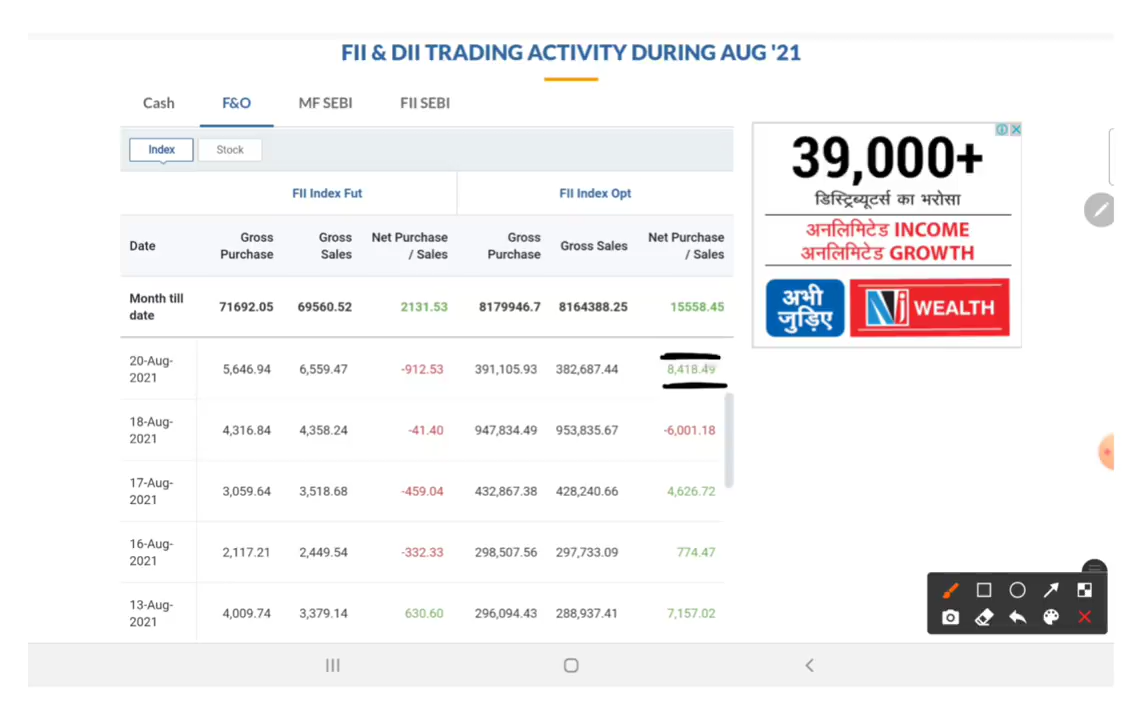 FII & DII TRADING ACTIVITY DURING AUG '21
Cash F&O MF SEBI FII SEBI
Index Stock
FII Index Fut FII Index Opt
Date Gross Purchase Gross Sales Net Purchase / Sales Gross Purchase Gross Sales Net Purchase / Sales
Month till date 71692.05 69560.52 2131.53 8179946.7 8164388.25 15558.45
20-Aug-2021 5,646.94 6,559.47 -912.53 391,105.93 382,687.44 8,418.49
18-Aug-2021 4,316.84 4,358.24 -41.40 947,834.49 953,835.67 -6,001.18
17-Aug-2021 3,059.64 3,518.68 -459.04 432,867.38 428,240.66 4,626.72
16-Aug-2021 2,117.21 2,449.54 -332.33 298,507.56 297,733.09 774.47
13-Aug-2021 4,009.74 3,379.14 630.60 296,094.43 288,937.41 7,157.02
39,000+
डिस्ट्रिब्यूटर्स का भरोसा
अनलिमिटेड INCOME
अनलिमिटेड GROWTH
अभी
जुड़िए
Nj WEALTH